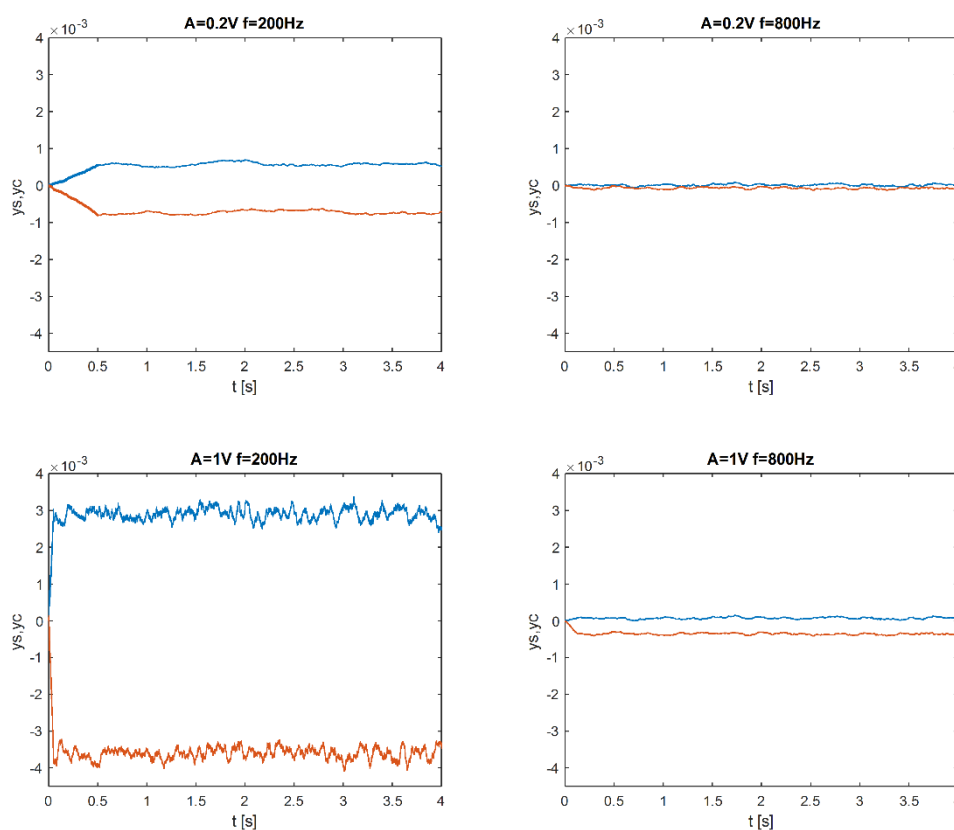 A=0.2V f=200Hz
×10⁻³
4
3
2
1
0
-1
-2
-3
-4
ys,yc
0 0.5 1 1.5 2 2.5 3 3.5 4
t [s]
A=0.2V f=800Hz
×10⁻³
4
3
2
1
0
-1
-2
-3
-4
ys,yc
0 0.5 1 1.5 2 2.5 3 3.5
t [s]
A=1V f=200Hz
×10⁻³
4
3
2
1
0
-1
-2
-3
-4
ys,yc
0 0.5 1 1.5 2 2.5 3 3.5 4
t [s]
A=1V f=800Hz
×10⁻³
4
3
2
1
0
-1
-2
-3
-4
ys,yc
0 0.5 1 1.5 2 2.5 3 3.5
t [s]